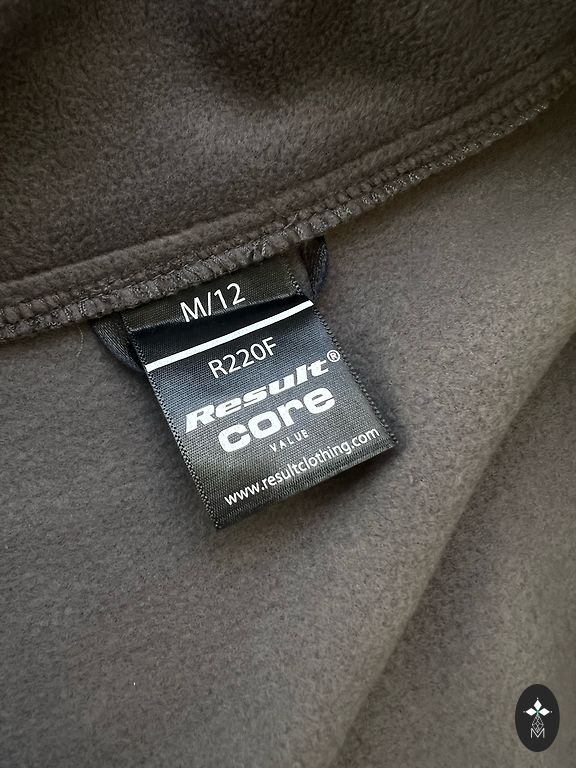 M/12
R220F
Result®
core
VALUE
www.resultclothing.com
M